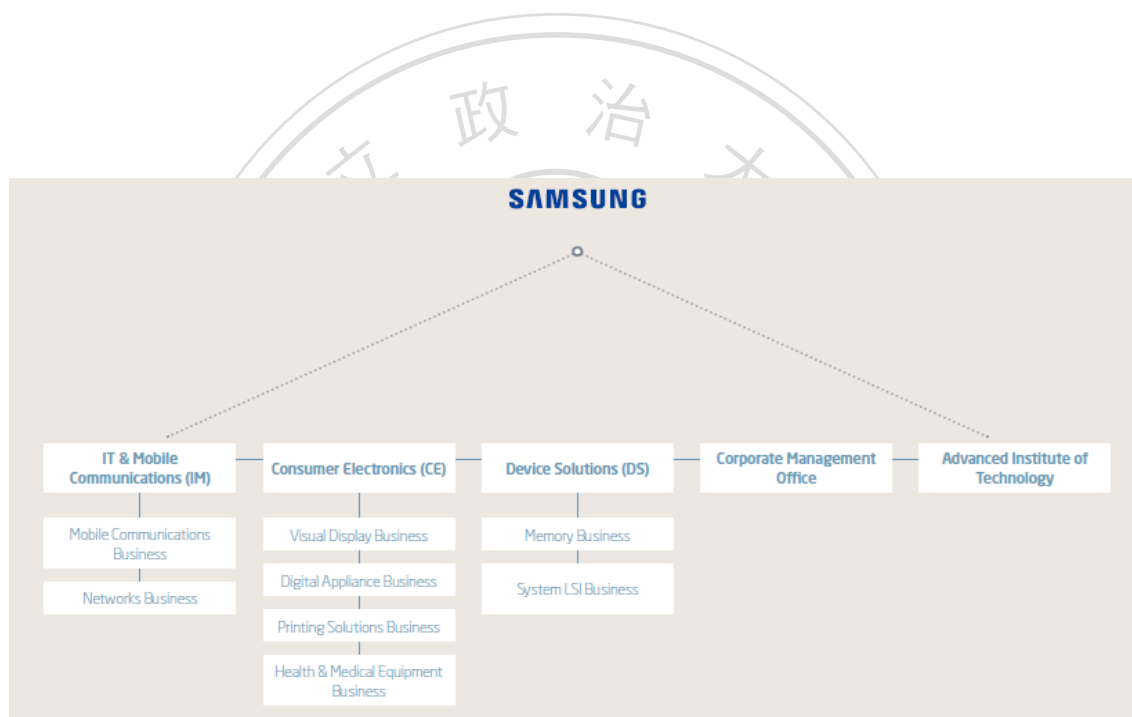 政 治
立 大
SAMSUNG
IT & Mobile
Communications (IM)
Consumer Electronics (CE)
Device Solutions (DS)
Corporate Management
Office
Advanced Institute of
Technology
Mobile Communications
Business
Networks Business
Visual Display Business
Digital Appliance Business
Printing Solutions Business
Health & Medical Equipment
Business
Memory Business
System LSI Business